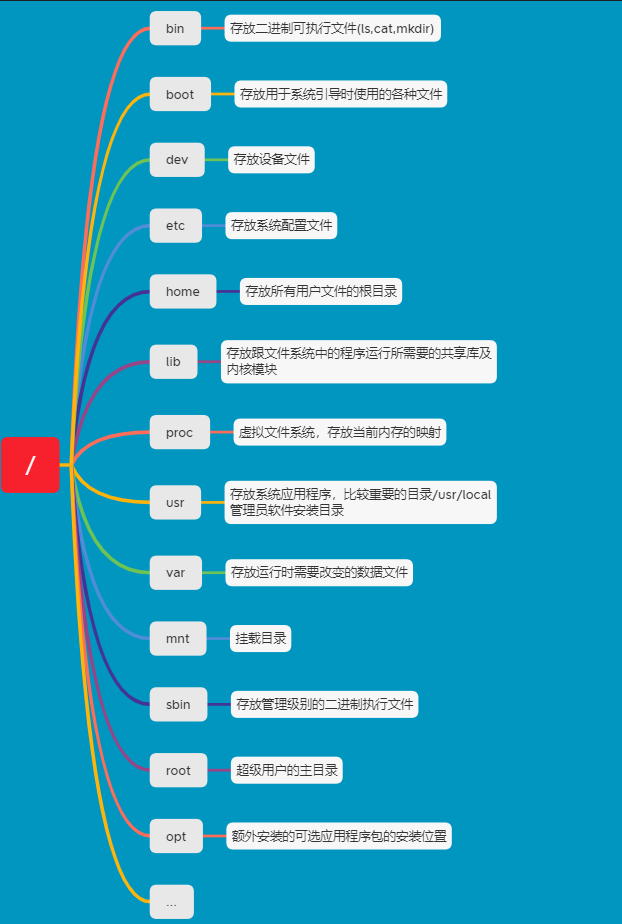 /
bin
存放二进制可执行文件(ls,cat,mkdir)
boot
存放用于系统引导时使用的各种文件
dev
存放设备文件
etc
存放系统配置文件
home
存放所有用户文件的根目录
lib
存放跟文件系统中的程序运行所需要的共享库及
内核模块
proc
虚拟文件系统，存放当前内存的映射
usr
存放系统应用程序，比较重要的目录/usr/local
管理员软件安装目录
var
存放运行时需要改变的数据文件
mnt
挂载目录
sbin
存放管理级别的二进制执行文件
root
超级用户的主目录
opt
额外安装的可选应用程序包的安装位置
...